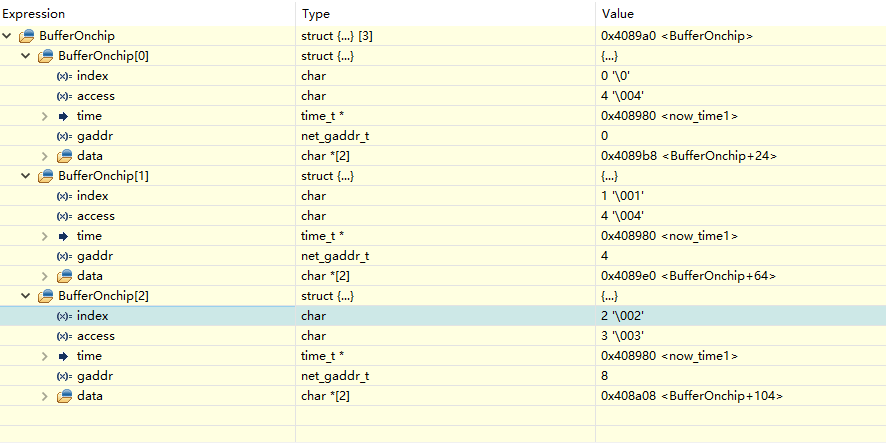 Expression Type Value
BufferOnchip struct {...} [3] 0x4089a0 <BufferOnchip>
BufferOnchip[0] struct {...} {...}
(x)= index char 0 '\0'
(x)= access char 4 '\004'
time time_t * 0x408980 <now_time1>
(x)= gaddr net_gaddr_t 0
data char *[2] 0x4089b8 <BufferOnchip+24>
BufferOnchip[1] struct {...} {...}
(x)= index char 1 '\001'
(x)= access char 4 '\004'
time time_t * 0x408980 <now_time1>
(x)= gaddr net_gaddr_t 4
data char *[2] 0x4089e0 <BufferOnchip+64>
BufferOnchip[2] struct {...} {...}
(x)= index char 2 '\002'
(x)= access char 3 '\003'
time time_t * 0x408980 <now_time1>
(x)= gaddr net_gaddr_t 8
data char *[2] 0x408a08 <BufferOnchip+104>